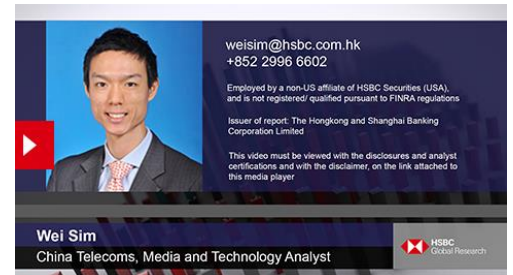 weisim@hsbc.com.hk
+852 2996 6602
Employed by a non-US affiliate of HSBC Securities (USA),
and is not registered/ qualified pursuant to FINRA regulations
Issuer of report: The Hongkong and Shanghai Banking
Corporation Limited
This video must be viewed with the disclosures and analyst
certifications and with the disclaimer, on the link attached to
this media player
Wei Sim
China Telecoms, Media and Technology Analyst
HSBC
Global Research